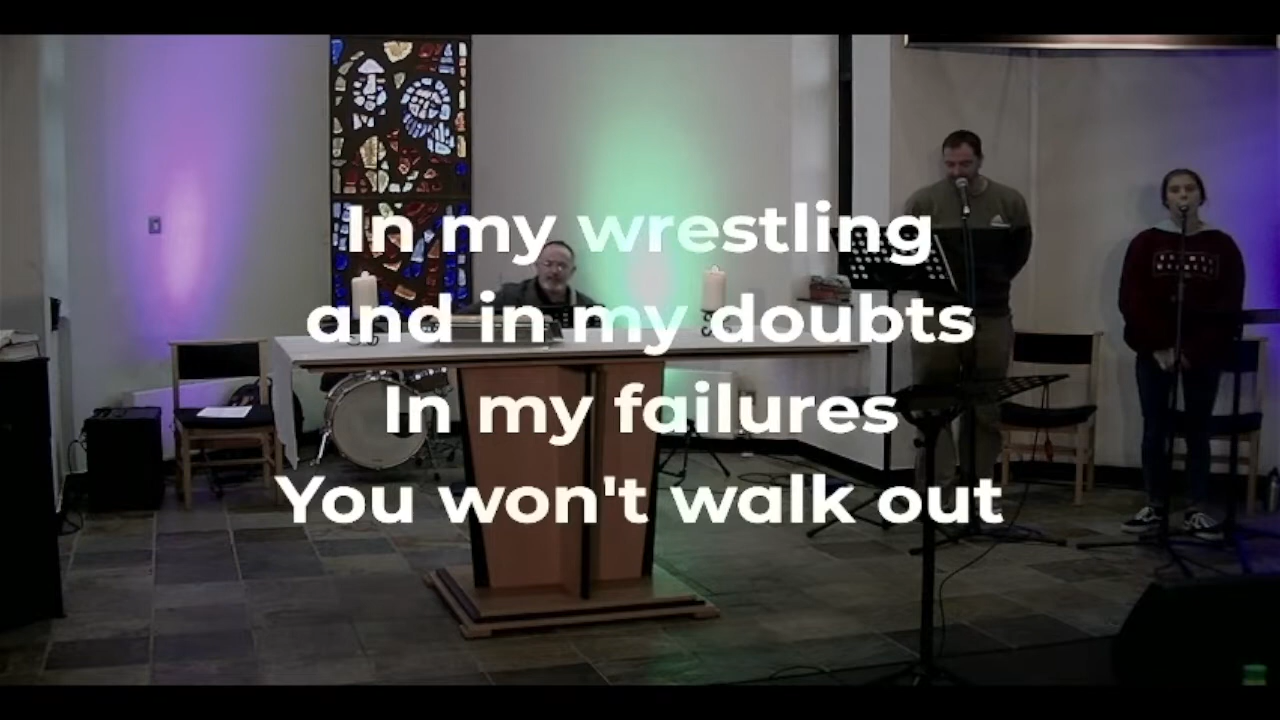 In my wrestling
and in my doubts
In my failures
You won't walk out